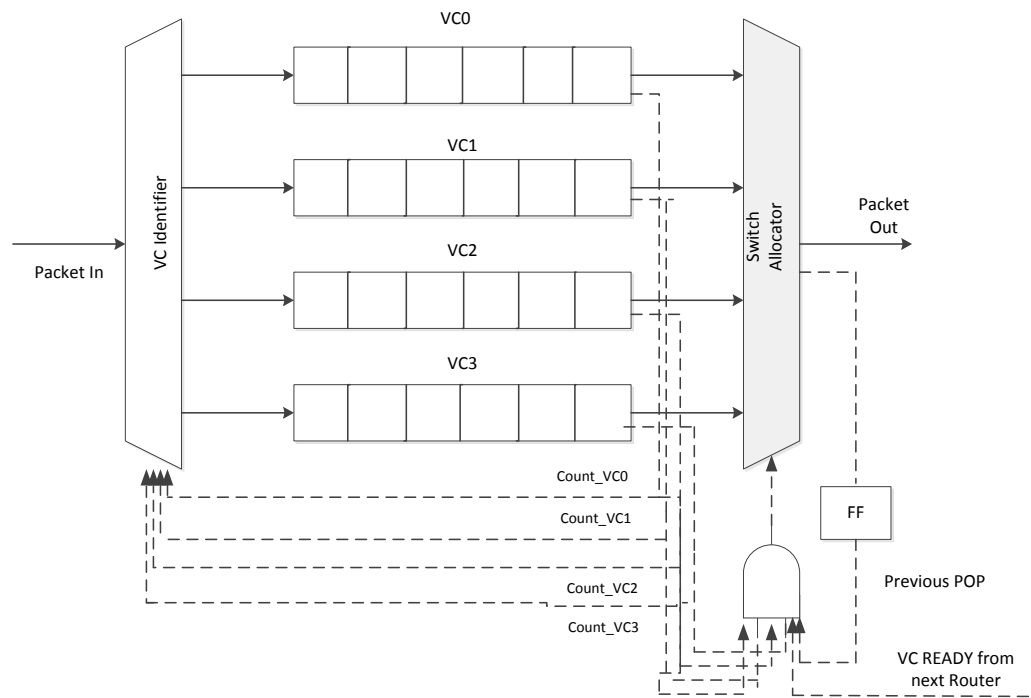 VC0
VC1
VC2
VC3
VC Identifier
Packet In
Switch
Allocator
Packet
Out
Count_VC0
Count_VC1
Count_VC2
Count_VC3
FF
Previous POP
VC READY from
next Router